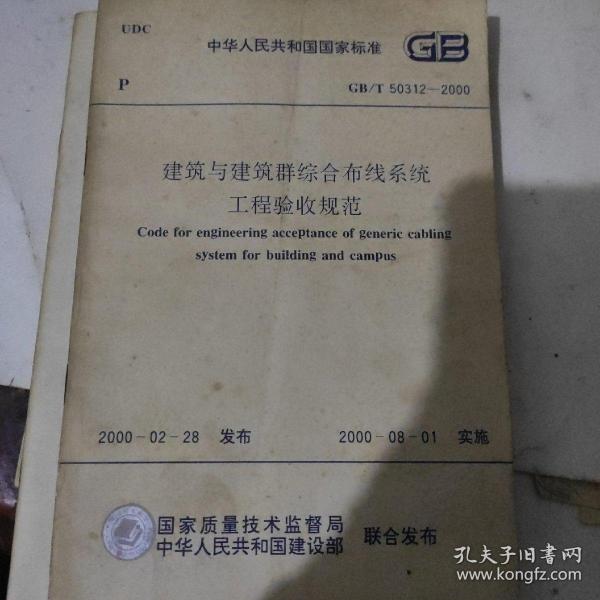 UDC
中华人民共和国国家标准 GB
P
GB/T 50312—2000
建筑与建筑群综合布线系统
工程验收规范
Code for engineering acceptance of generic cabling
system for building and campus
2000－02－28 发布 2000－08－01 实施
国家质量技术监督局
中华人民共和国建设部 联合发布
孔夫子旧书网
www.kongfz.com